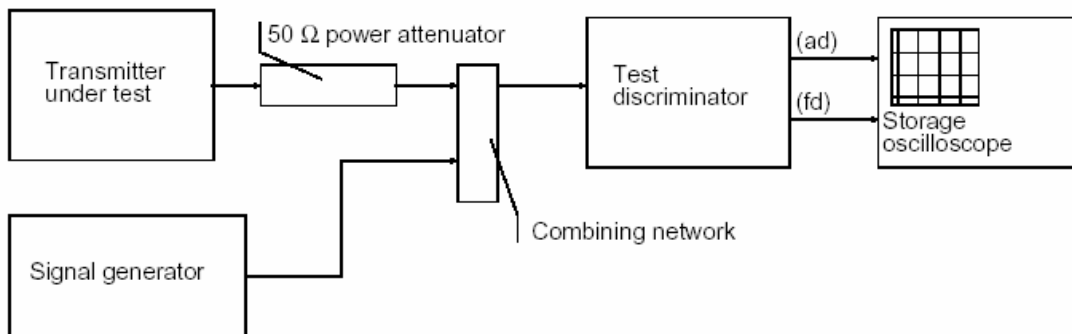 50 Ω power attenuator
Transmitter
under test
Test
discriminator
(ad)
(fd)
Storage
oscilloscope
Combining network
Signal generator